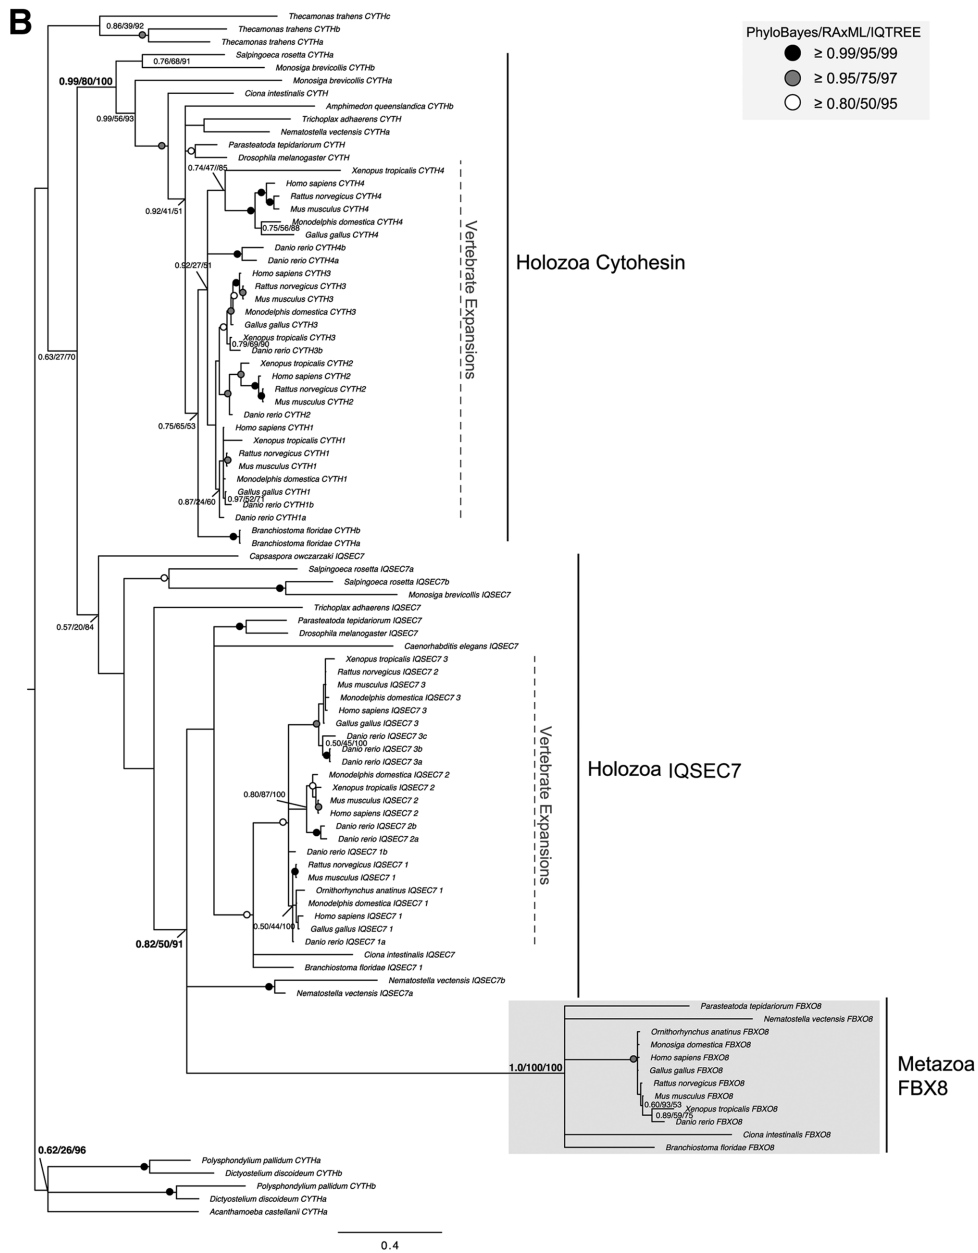 B
PhyloBayes/RAxML/IQTREE
≥ 0.99/95/99
≥ 0.95/75/97
≥ 0.80/50/95
Thecamonas trahens CYTHc
0.86/39/92
Thecamonas trahens CYTHb
Thecamonas trahens CYTHa
Salpingoeca rosetta CYTHa
0.76/68/91
Monosiga brevicollis CYTHb
0.99/80/100
Monosiga brevicollis CYTHa
Ciona intestinalis CYTH
Amphimedon queenslandica CYTHb
0.99/56/93
Trichoplax adhaerens CYTH
Nematostella vectensis CYTHa
Parasteatoda tepidariorum CYTH
Drosophila melanogaster CYTH
0.74/47//85
Xenopus tropicalis CYTH4
Homo sapiens CYTH4
Rattus norvegicus CYTH4
Mus musculus CYTH4
0.92/41/51
Monodelphis domestica CYTH4
0.75/56/88
Gallus gallus CYTH4
Danio rerio CYTH4b
Danio rerio CYTH4a
0.92/27/51
Homo sapiens CYTH3
Rattus norvegicus CYTH3
Mus musculus CYTH3
Monodelphis domestica CYTH3
Gallus gallus CYTH3
Xenopus tropicalis CYTH3
0.79/69/90
Danio rerio CYTH3b
0.63/27/70
Xenopus tropicalis CYTH2
Homo sapiens CYTH2
Rattus norvegicus CYTH2
Mus musculus CYTH2
Danio rerio CYTH2
0.75/65/53
Homo sapiens CYTH1
Xenopus tropicalis CYTH1
Rattus norvegicus CYTH1
Mus musculus CYTH1
Monodelphis domestica CYTH1
Gallus gallus CYTH1
0.87/24/60
0.97/52/71
Danio rerio CYTH1b
Danio rerio CYTH1a
Branchiostoma floridae CYTHb
Branchiostoma floridae CYTHa
Vertebrate Expansions
Holozoa Cytohesin
Capsaspora owczarzaki IQSEC7
Salpingoeca rosetta IQSEC7a
Salpingoeca rosetta IQSEC7b
Monosiga brevicollis IQSEC7
Trichoplax adhaerens IQSEC7
Parasteatoda tepidariorum IQSEC7
0.57/20/84
Drosophila melanogaster IQSEC7
Caenorhabditis elegans IQSEC7
Xenopus tropicalis IQSEC7 3
Rattus norvegicus IQSEC7 2
Mus musculus IQSEC7 3
Monodelphis domestica IQSEC7 3
Homo sapiens IQSEC7 3
Gallus gallus IQSEC7 3
Danio rerio IQSEC7 3c
0.50/45/100
Danio rerio IQSEC7 3b
Danio rerio IQSEC7 3a
Monodelphis domestica IQSEC7 2
Xenopus tropicalis IQSEC7 2
0.80/87/100
Mus musculus IQSEC7 2
Homo sapiens IQSEC7 2
Danio rerio IQSEC7 2b
Danio rerio IQSEC7 2a
Danio rerio IQSEC7 1b
Rattus norvegicus IQSEC7 1
Mus musculus IQSEC7 1
Ornithorhynchus anatinus IQSEC7 1
Monodelphis domestica IQSEC7 1
Homo sapiens IQSEC7 1
0.50/44/100
Gallus gallus IQSEC7 1
Danio rerio IQSEC7 1a
0.82/50/91
Ciona intestinalis IQSEC7
Branchiostoma floridae IQSEC7 1
Nematostella vectensis IQSEC7b
Nematostella vectensis IQSEC7a
Vertebrate Expansions
Holozoa IQSEC7
Parasteatoda tepidariorum FBXO8
Nematostella vectensis FBXO8
Ornithorhynchus anatinus FBXO8
Monosiga domestica FBXO8
Homo sapiens FBXO8
1.0/100/100
Gallus gallus FBXO8
Rattus norvegicus FBXO8
Mus musculus FBXO8
0.60/93/53
Xenopus tropicalis FBXO8
0.89/59/75
Danio rerio FBXO8
Ciona intestinalis FBXO8
Branchiostoma floridae FBXO8
Metazoa
FBX8
0.62/26/96
Polysphondylium pallidum CYTHa
Dictyostelium discoideum CYTHb
Polysphondylium pallidum CYTHb
Dictyostelium discoideum CYTHa
Acanthamoeba castellanii CYTHa
0.4